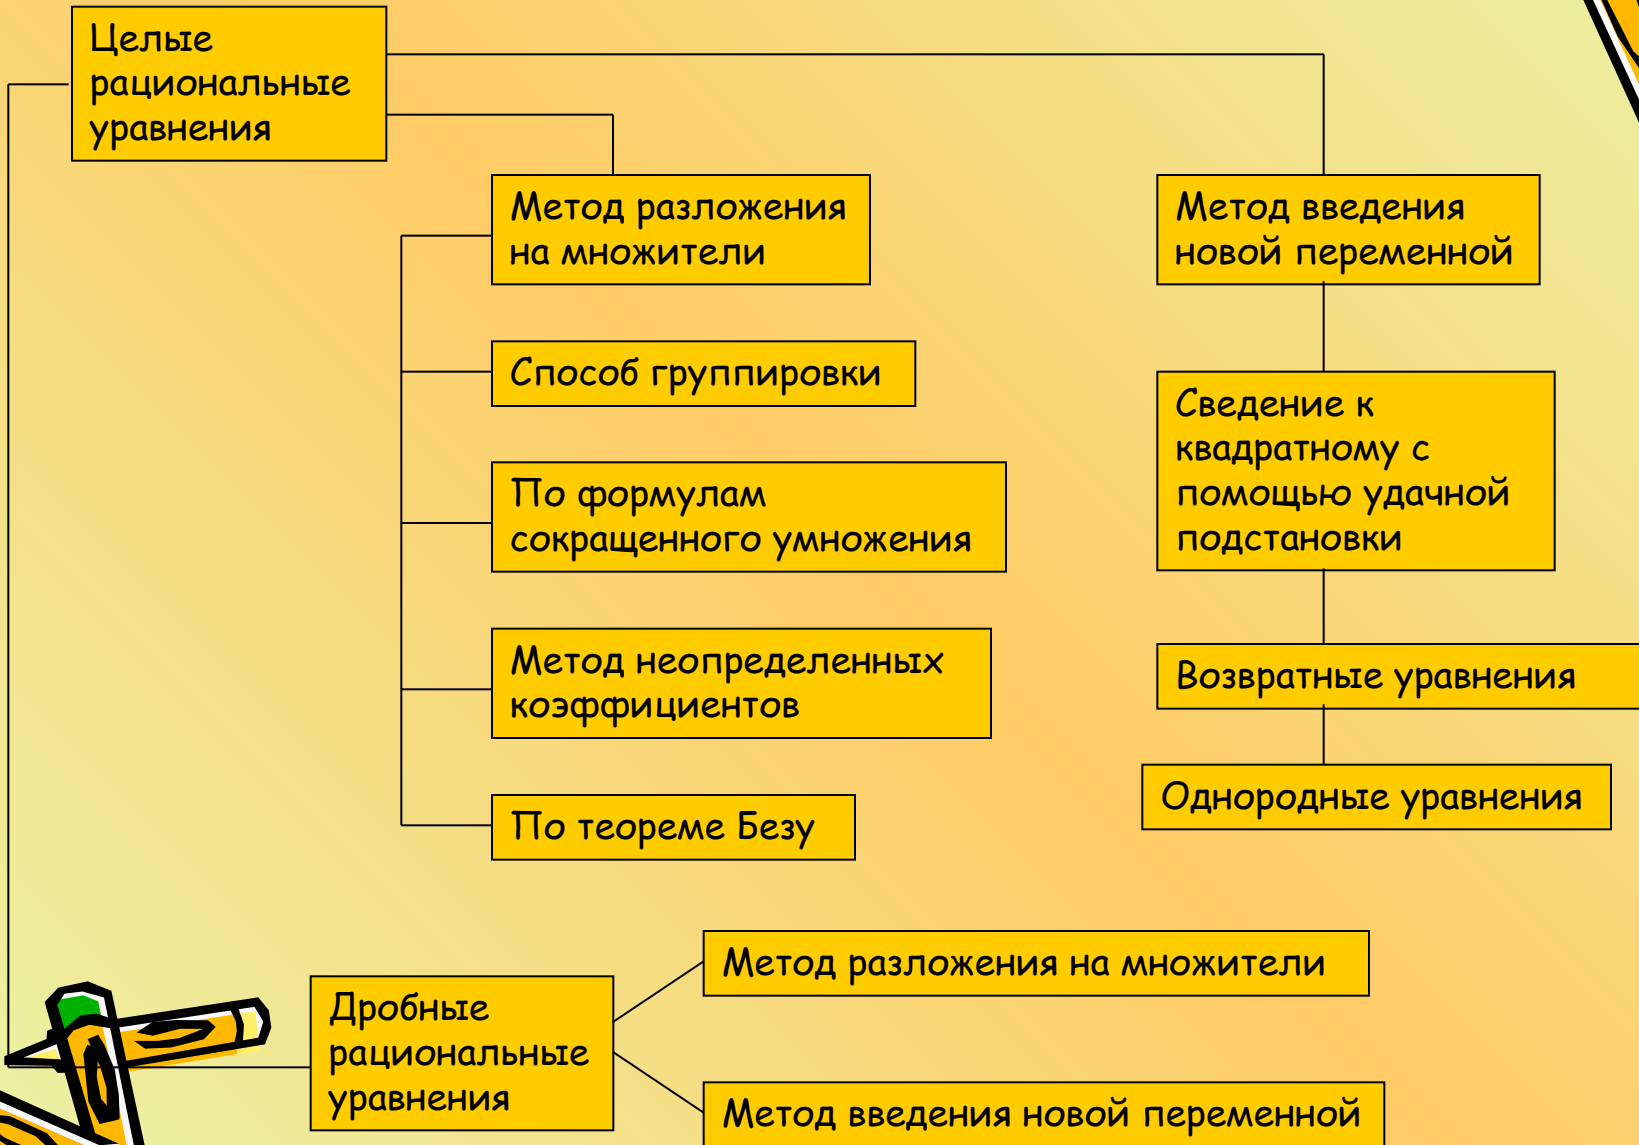 Целые
рациональные
уравнения
Метод разложения
на множители
Способ группировки
По формулам
сокращенного умножения
Метод неопределенных
коэффициентов
По теореме Безу
Метод введения
новой переменной
Сведение к
квадратному с
помощью удачной
подстановки
Возвратные уравнения
Однородные уравнения
Дробные
рациональные
уравнения
Метод разложения на множители
Метод введения новой переменной